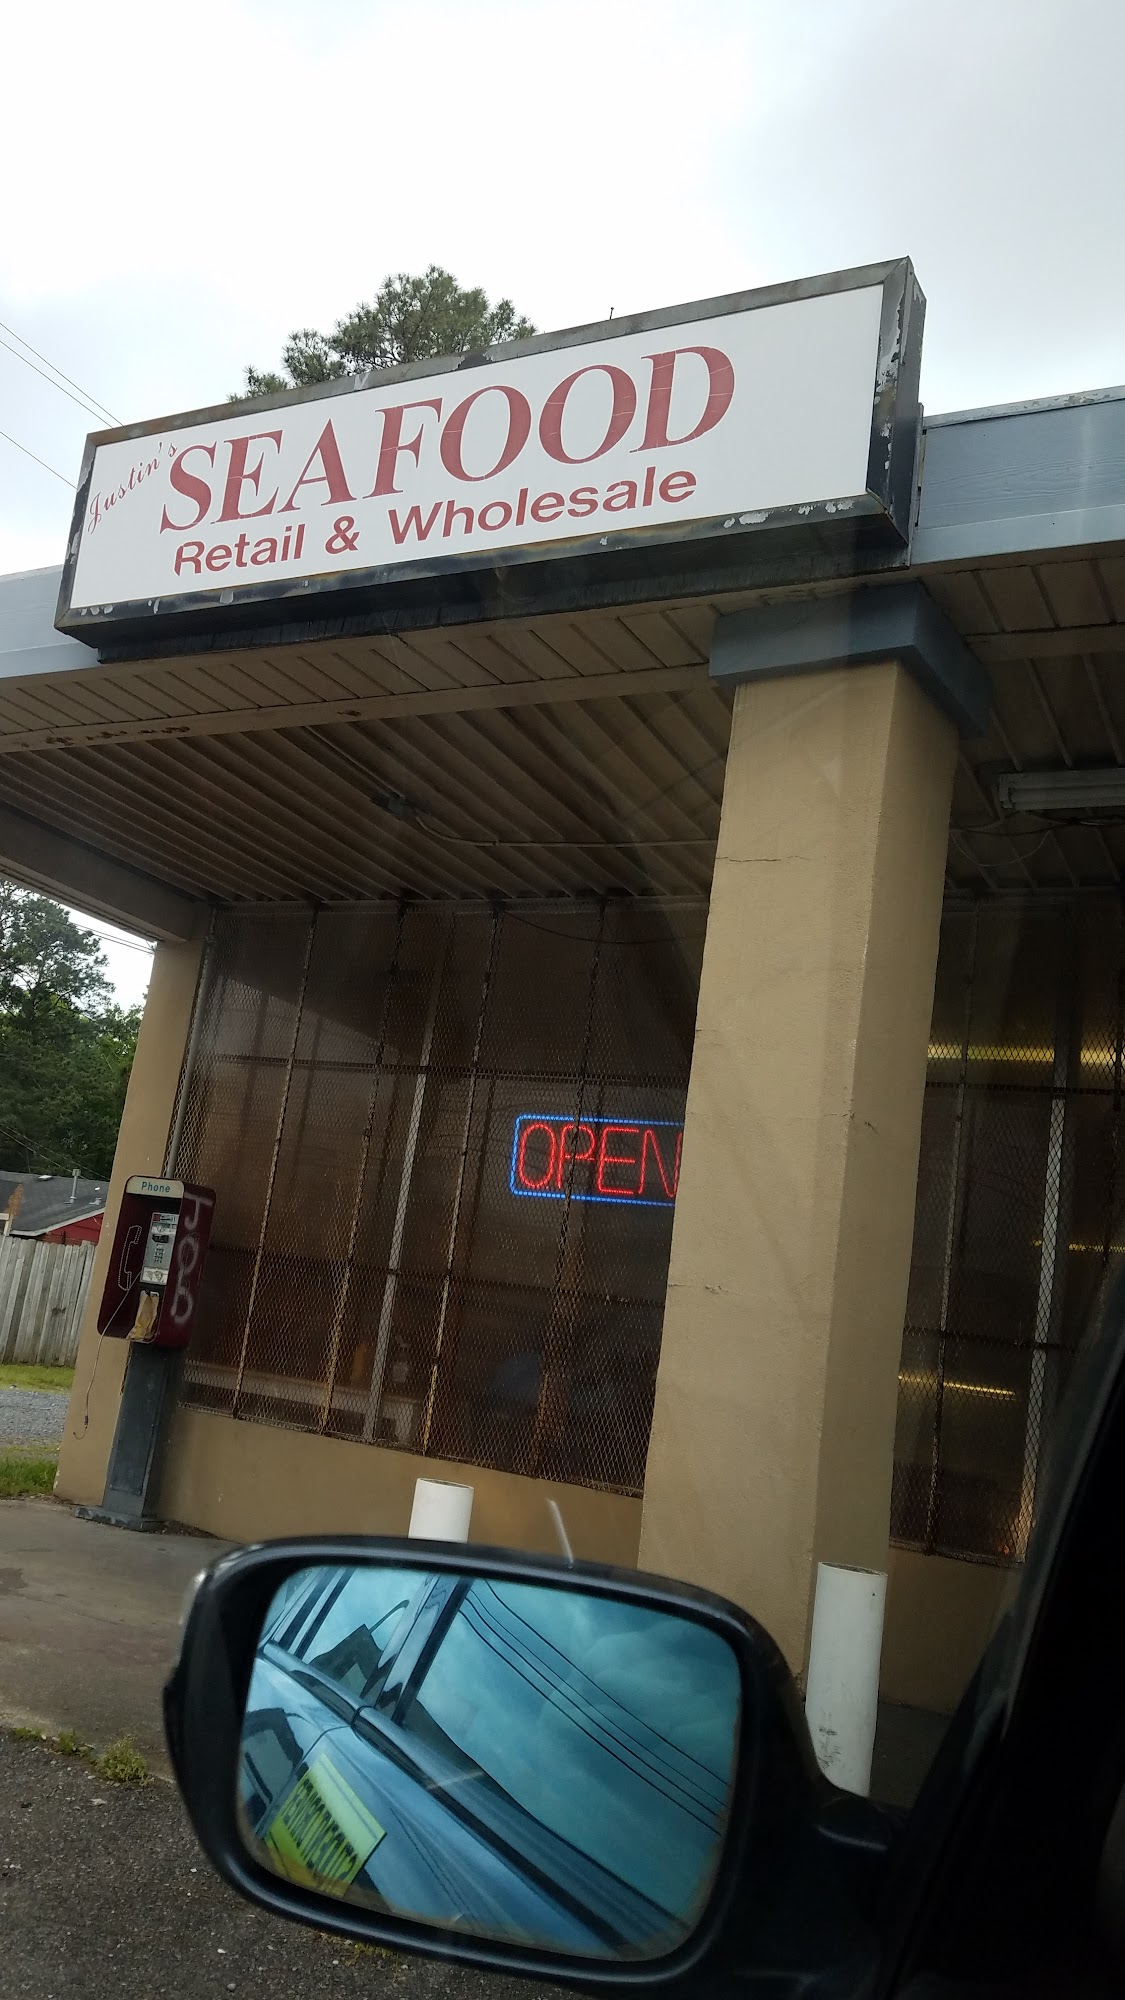 Justin's
SEAFOOD
Retail & Wholesale
OPEN
Phone